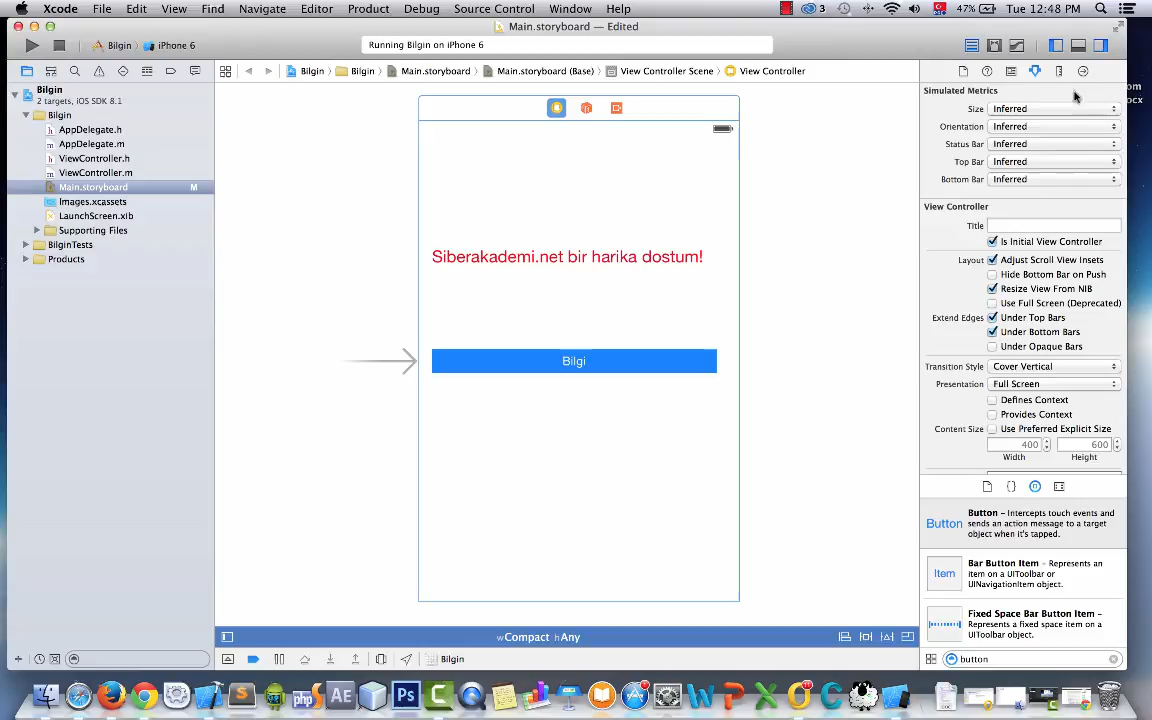 Xcode File Edit View Find Navigate Editor Product Debug Source Control Window Help 3 47% Tue 12:48 PM
Main.storyboard — Edited
Bilgin iPhone 6 Running Bilgin on iPhone 6
Bilgin Bilgin Main.storyboard Main.storyboard (Base) View Controller Scene View Controller
Bilgin
2 targets, iOS SDK 8.1
Bilgin
h AppDelegate.h
m AppDelegate.m
h ViewController.h
m ViewController.m
Main.storyboard M
Images.xcassets
LaunchScreen.xib
Supporting Files
BilginTests
Products
Siberakademi.net bir harika dostum!
Bilgi
wCompact hAny
Bilgin
Simulated Metrics
Size Inferred
Orientation Inferred
Status Bar Inferred
Top Bar Inferred
Bottom Bar Inferred
View Controller
Title
Is Initial View Controller
Layout Adjust Scroll View Insets
Hide Bottom Bar on Push
Resize View From NIB
Use Full Screen (Deprecated)
Extend Edges Under Top Bars
Under Bottom Bars
Under Opaque Bars
Transition Style Cover Vertical
Presentation Full Screen
Defines Context
Provides Context
Content Size Use Preferred Explicit Size
400 600
Width Height
Button Button – Intercepts touch events and
sends an action message to a target
object when it's tapped.
Item Bar Button Item – Represents an
item on a UIToolbar or
UINavigationItem object.
Fixed Space Bar Button Item –
Represents a fixed space item on a
UIToolbar object.
button
om
ocx
php AE Ps